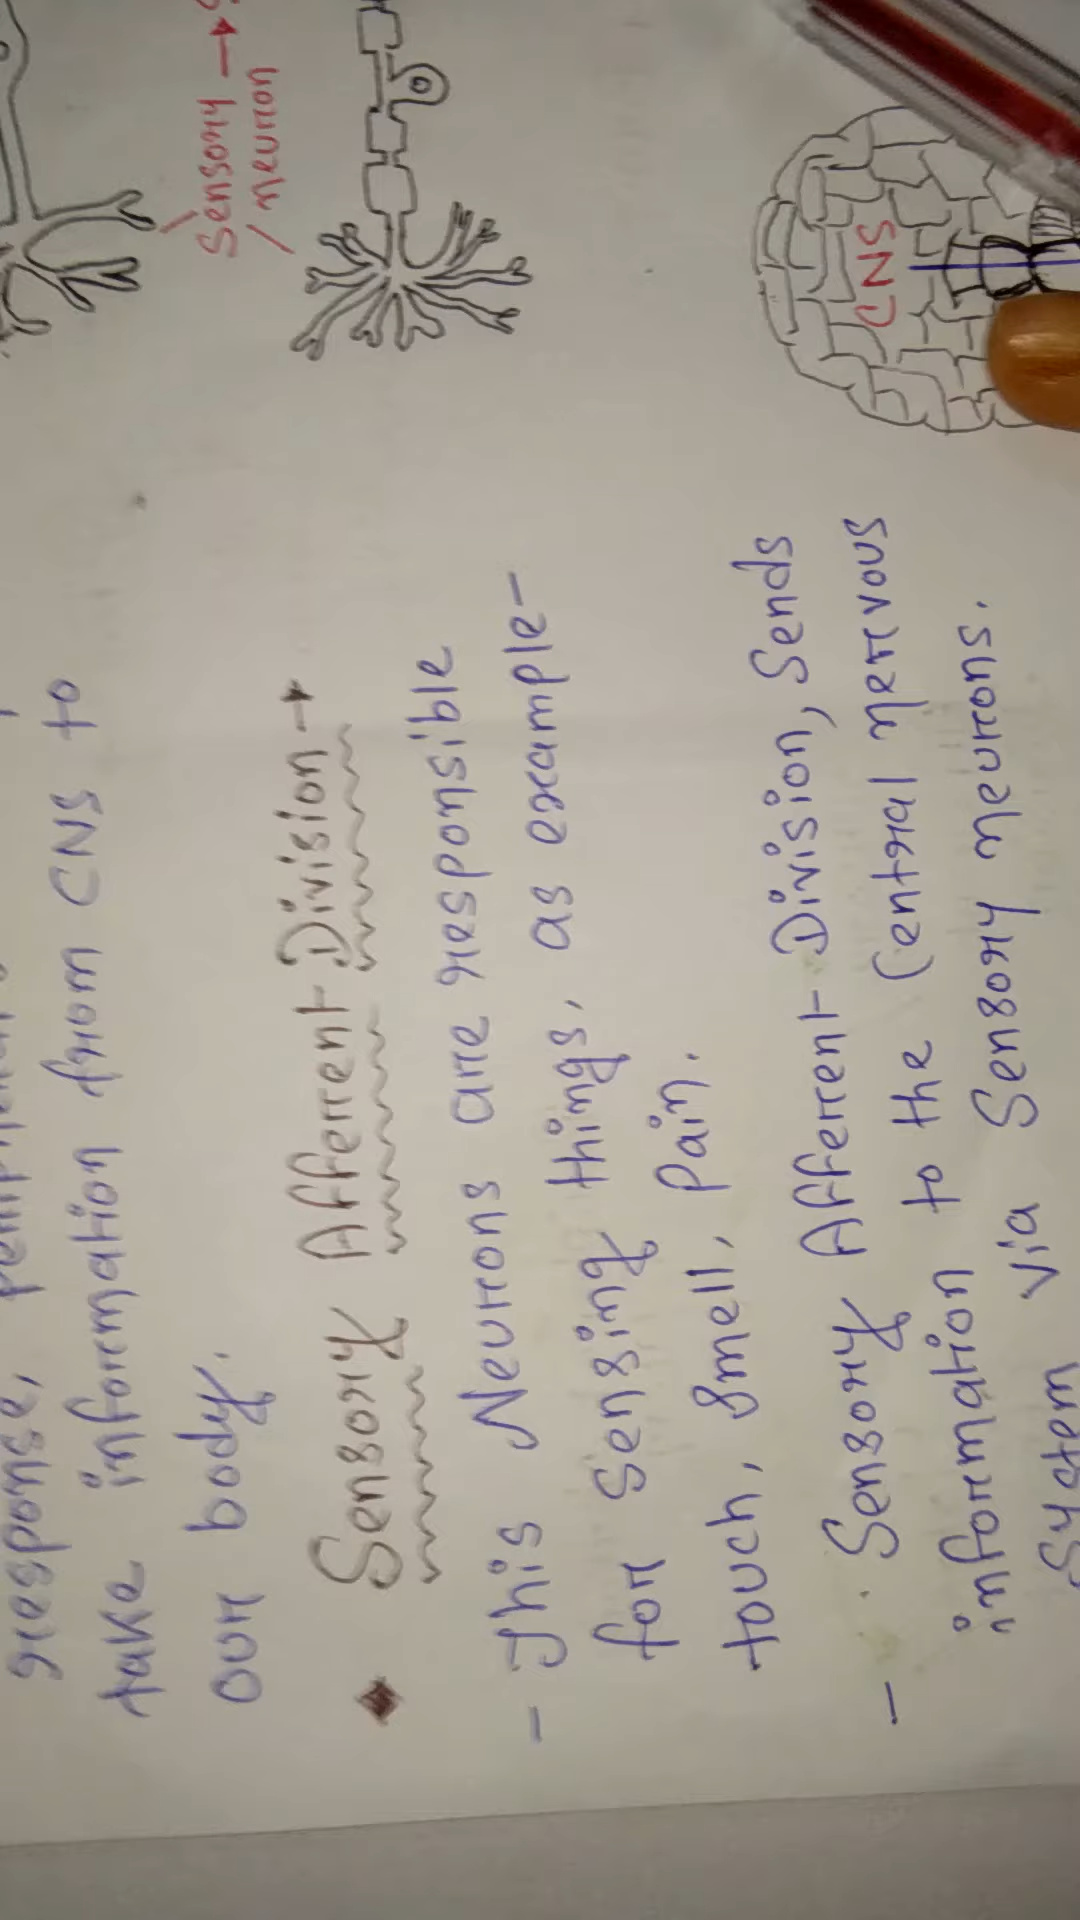 response,
take information from CNS to
our body.
Sensory Afferent Division →
- This Neurons are responsible
for sensing things, as example-
touch, smell, Pain.
- Sensory Afferent Division, Sends
information to the Central nervous
System via Sensory neurons.
Sensory →
neuron
CNS